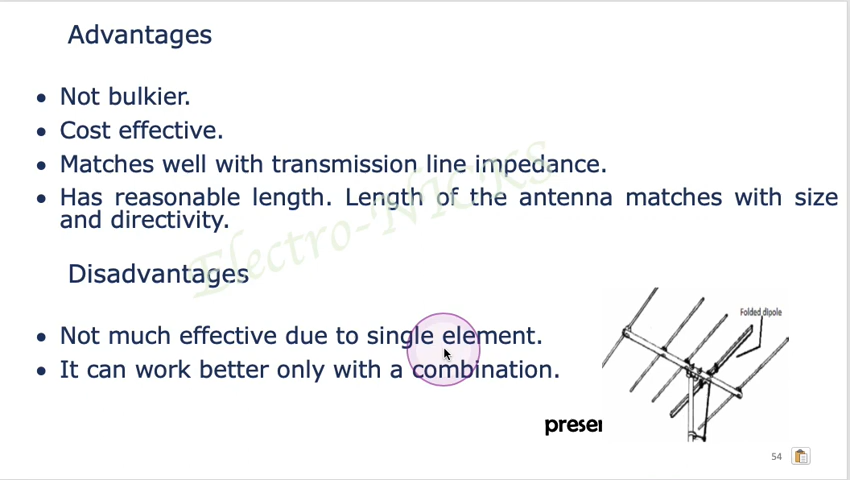 Advantages
• Not bulkier.
• Cost effective.
• Matches well with transmission line impedance.
• Has reasonable length. Length of the antenna matches with size
and directivity.
Electro-NICKS
Disadvantages
Folded dipole
• Not much effective due to single element.
• It can work better only with a combination.
presen
54